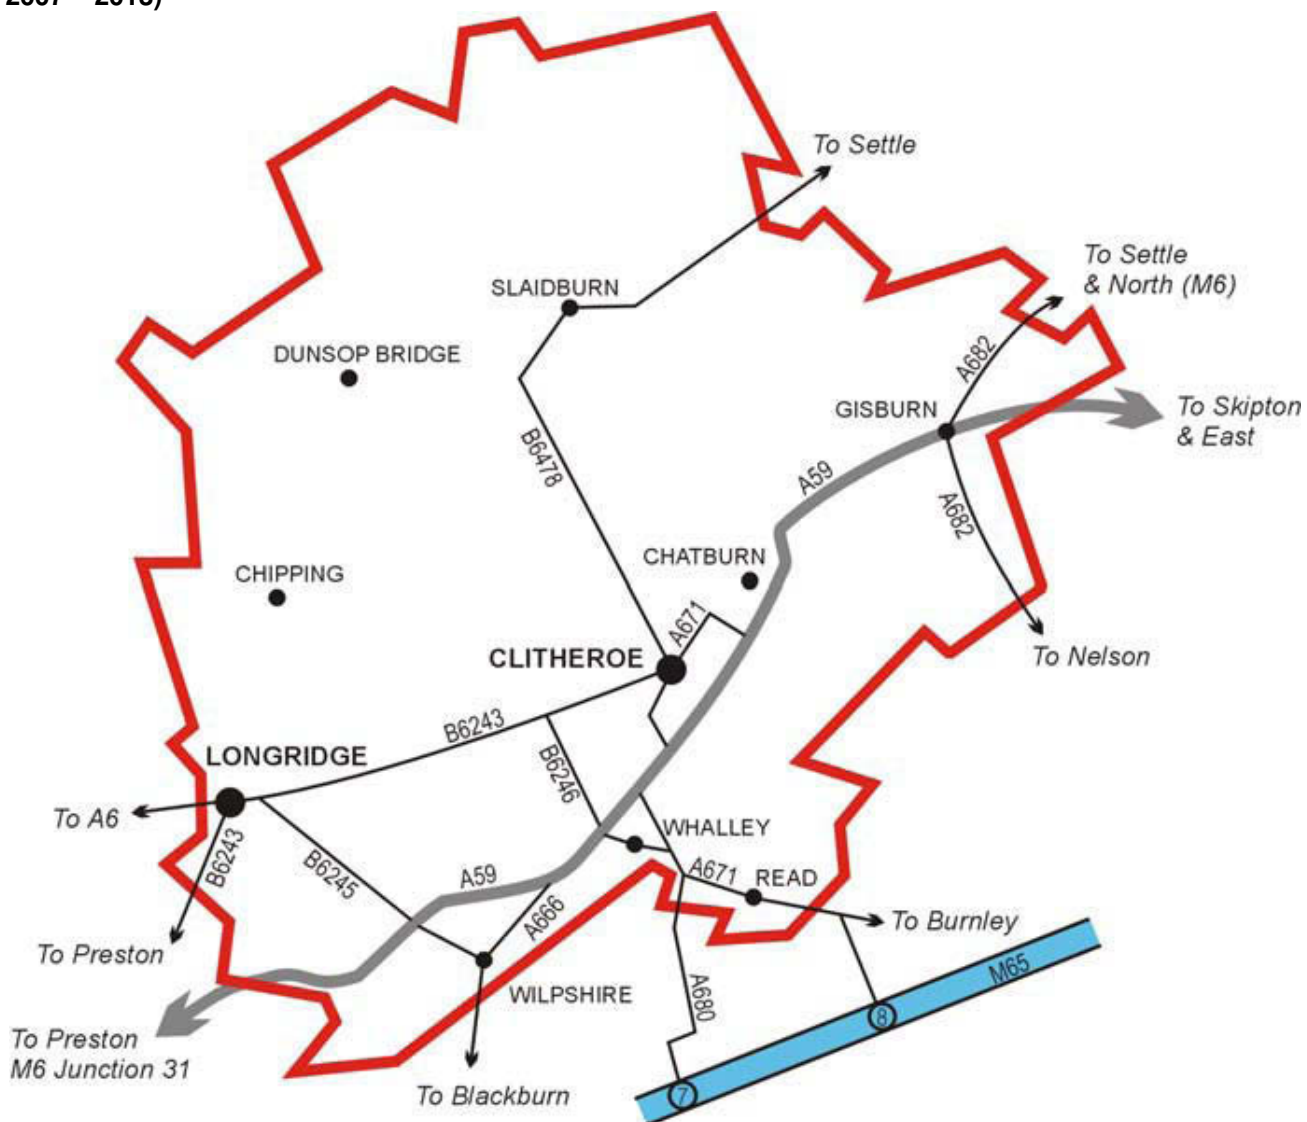 To Settle
To Settle
& North (M6)
SLAIDBURN
DUNSOP BRIDGE
A682
GISBURN
To Skipton
& East
B6478
A59
A682
CHATBURN
CHIPPING
A671
CLITHEROE
To Nelson
B6243
LONGRIDGE
B6246
To A6
WHALLEY
B6243
B6245
A59
A671
READ
A666
To Burnley
To Preston
M65
WILPSHIRE
A680
8
To Preston
M6 Junction 31
To Blackburn
7